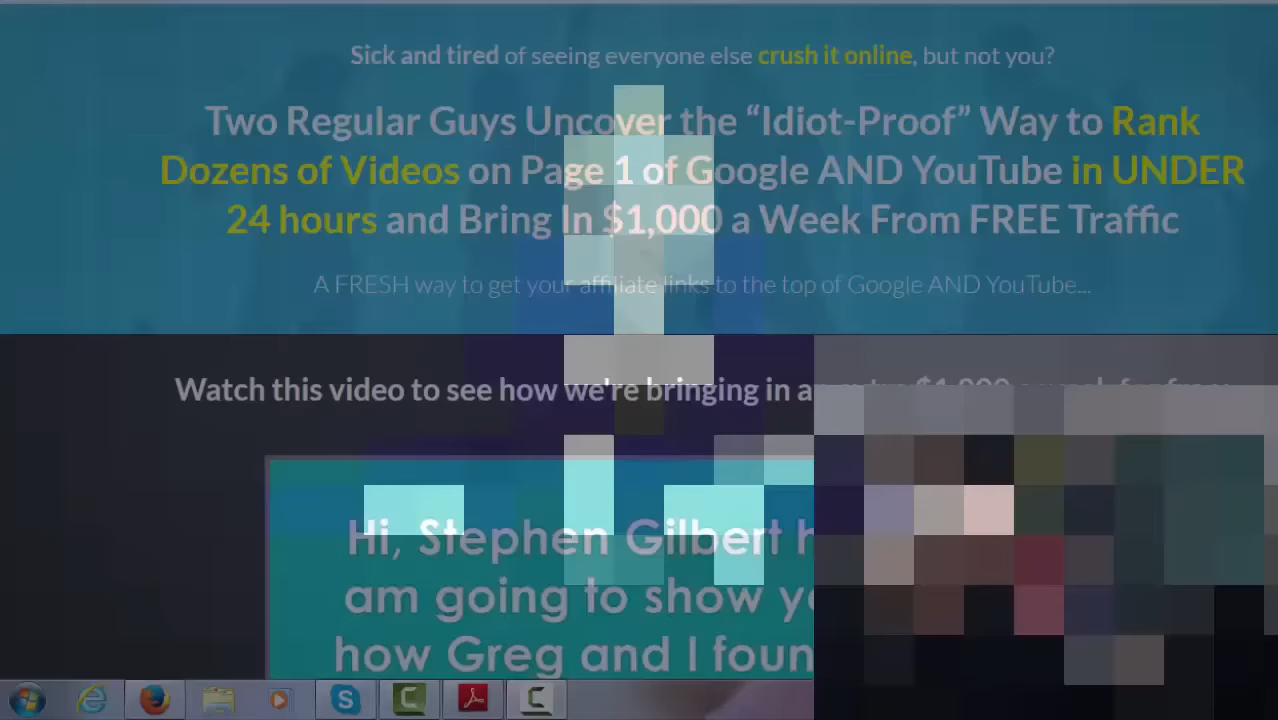 Sick and tired of seeing everyone else crush it online, but not you?
Two Regular Guys Uncover the “Idiot-Proof” Way to Rank
Dozens of Videos on Page 1 of Google AND YouTube in UNDER
24 hours and Bring In $1,000 a Week From FREE Traffic
A FRESH way to get your affiliate links to the top of Google AND YouTube...
Watch this video to see how we're bringing in a
Hi, Stephen Gilbert h
am going to show y
how Greg and I foun